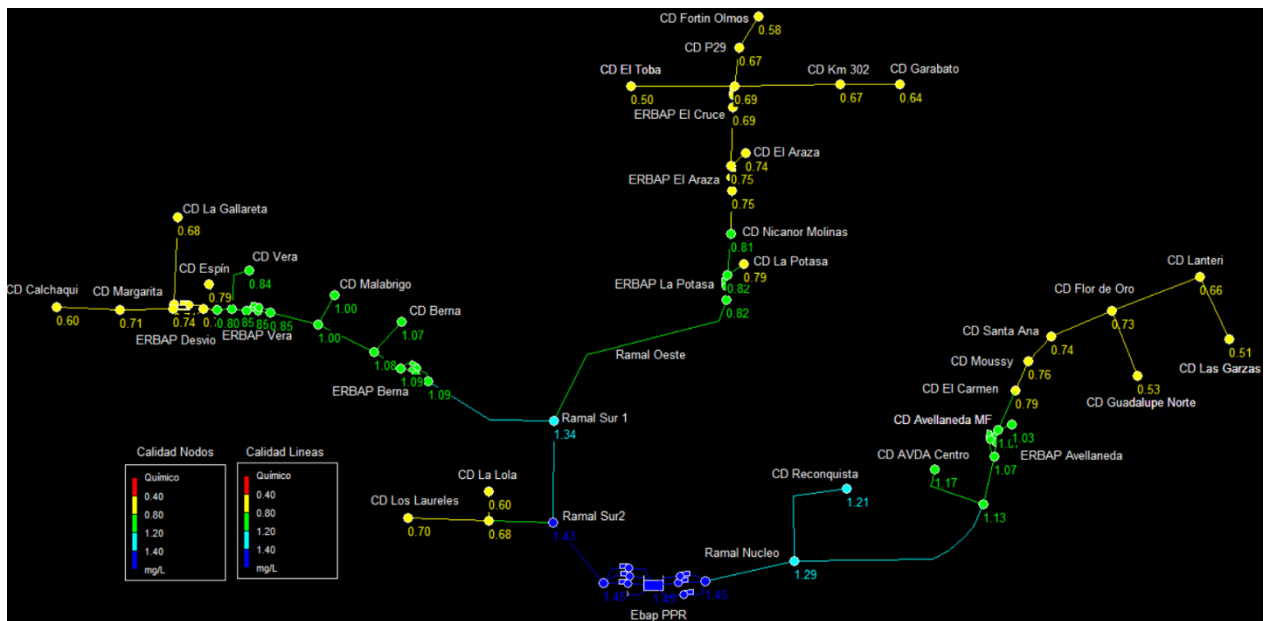 CD Fortin Olmos
0.58
CD P29
0.67
CD El Toba
CD Km 302
CD Garabato
0.50
0.69
0.67
0.64
ERBAP El Cruce
0.69
CD El Araza
0.74
ERBAP El Araza
0.75
0.75
CD La Gallareta
0.68
CD Nicanor Molinas
0.81
CD Vera
CD Espín
0.84
CD La Potasa
0.79
CD Lanteri
0.79
CD Malabrigo
ERBAP La Potasa
0.82
0.66
CD Calchaqui
CD Margarita
1.00
0.82
CD Flor de Oro
0.60
0.71
0.74
0.80
85
85
0.85
ERBAP Desvio
ERBAP Vera
CD Berna
1.00
1.07
0.73
CD Santa Ana
0.74
0.51
Ramal Oeste
1.08
CD Moussy
0.76
CD Las Garzas
1.09
ERBAP Berna
1.09
CD El Carmen
0.79
0.53
CD Guadalupe Norte
Ramal Sur 1
1.34
CD Avellaneda MF
1.03
ERBAP Avellaneda
1.07
Calidad Nodos
Calidad Lineas
CD AVDA Centro
1.17
Químico
Químico
0.40
0.40
0.80
0.80
1.20
1.20
1.40
1.40
mg/L
mg/L
CD La Lola
0.60
CD Reconquista
1.21
CD Los Laureles
0.70
0.68
Ramal Sur2
1.43
1.13
Ramal Nucleo
1.29
1.45
1.45
Ebap PPR